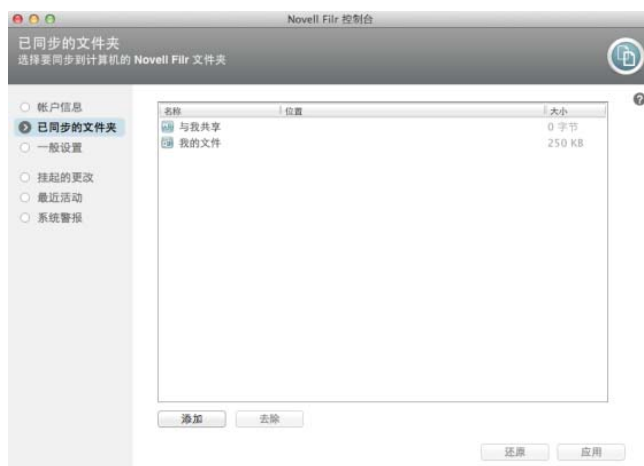 Novell Filr 控制台
已同步的文件夹
选择要同步到计算机的 Novell Filr 文件夹
帐户信息
已同步的文件夹
一般设置
挂起的更改
最近活动
系统警报
名称 位置 大小
与我共享 0 字节
我的文件 250 KB
添加 去除
还原 应用